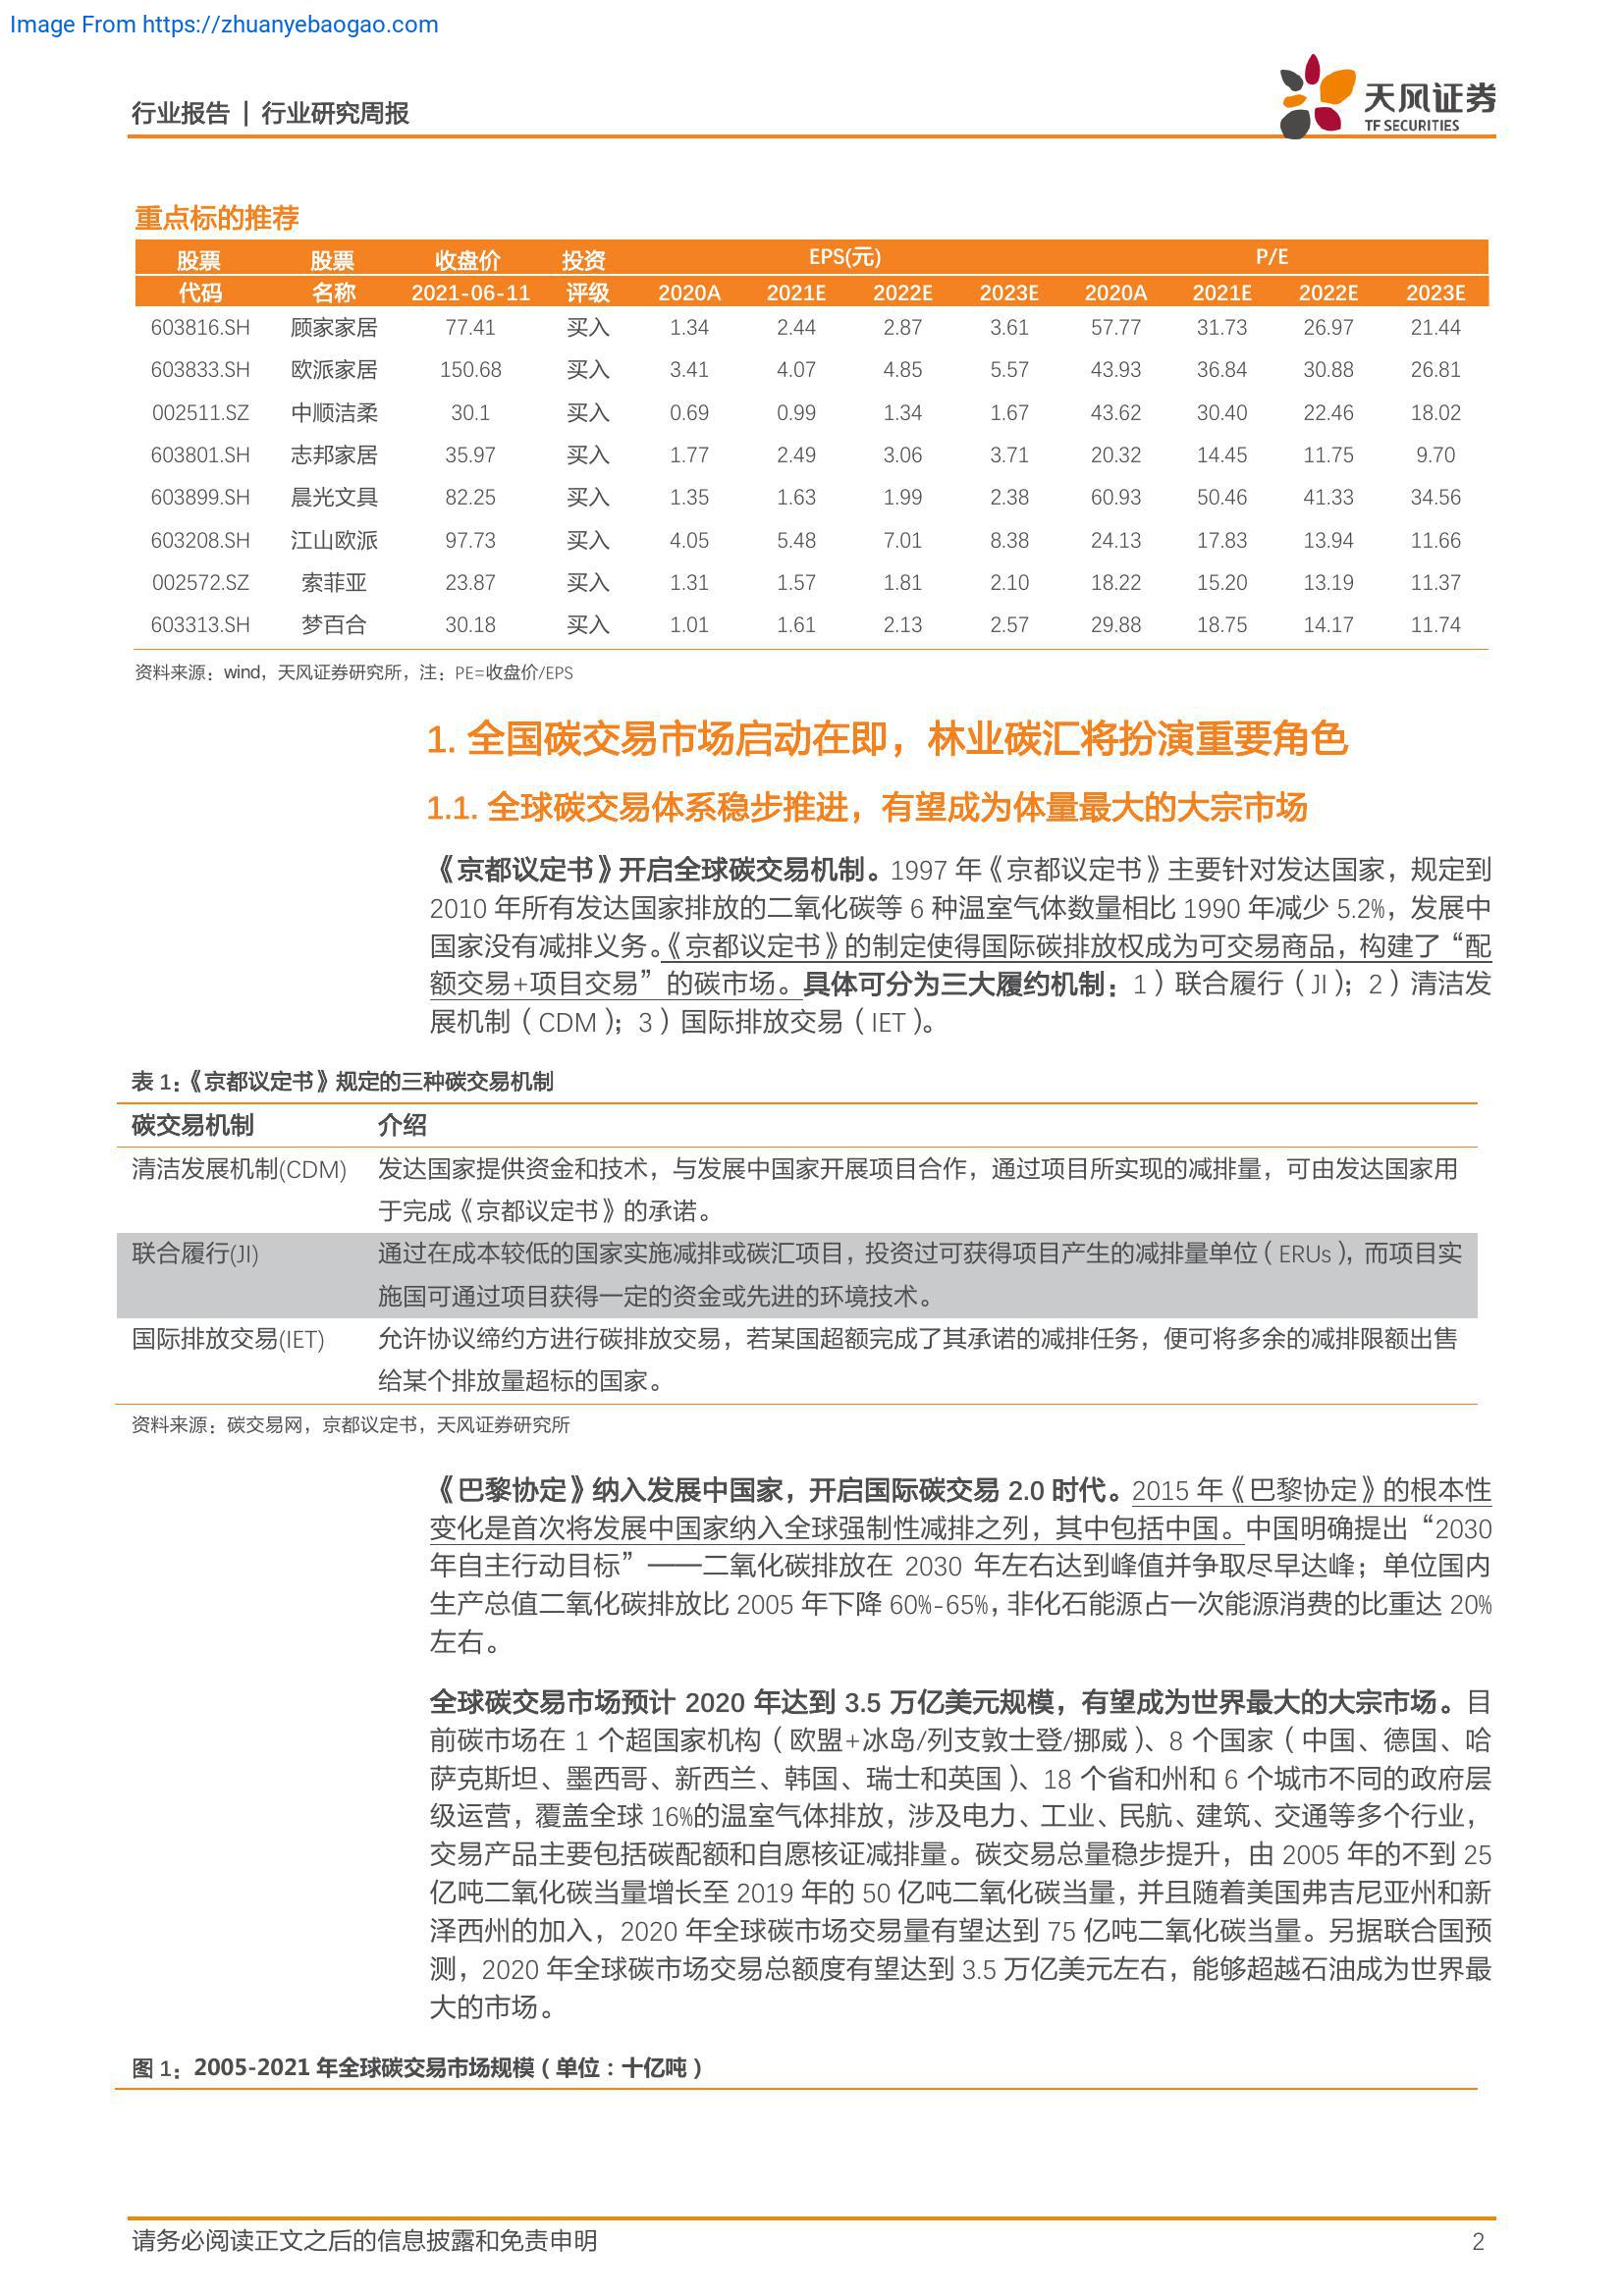 Image From https://zhuanyebaogao.com
行业报告 | 行业研究周报
天风证券
TF SECURITIES
重点标的推荐
股票 股票 收盘价 投资 EPS(元) P/E
代码 名称 2021-06-11 评级 2020A 2021E 2022E 2023E 2020A 2021E 2022E 2023E
603816.SH 顾家家居 77.41 买入 1.34 2.44 2.87 3.61 57.77 31.73 26.97 21.44
603833.SH 欧派家居 150.68 买入 3.41 4.07 4.85 5.57 43.93 36.84 30.88 26.81
002511.SZ 中顺洁柔 30.1 买入 0.69 0.99 1.34 1.67 43.62 30.40 22.46 18.02
603801.SH 志邦家居 35.97 买入 1.77 2.49 3.06 3.71 20.32 14.45 11.75 9.70
603899.SH 晨光文具 82.25 买入 1.35 1.63 1.99 2.38 60.93 50.46 41.33 34.56
603208.SH 江山欧派 97.73 买入 4.05 5.48 7.01 8.38 24.13 17.83 13.94 11.66
002572.SZ 索菲亚 23.87 买入 1.31 1.57 1.81 2.10 18.22 15.20 13.19 11.37
603313.SH 梦百合 30.18 买入 1.01 1.61 2.13 2.57 29.88 18.75 14.17 11.74
资料来源：wind，天风证券研究所，注：PE=收盘价/EPS
1. 全国碳交易市场启动在即，林业碳汇将扮演重要角色
1.1. 全球碳交易体系稳步推进，有望成为体量最大的大宗市场
《京都议定书》开启全球碳交易机制。1997 年《京都议定书》主要针对发达国家，规定到
2010 年所有发达国家排放的二氧化碳等 6 种温室气体数量相比 1990 年减少 5.2%，发展中
国家没有减排义务。《京都议定书》的制定使得国际碳排放权成为可交易商品，构建了“配
额交易+项目交易”的碳市场。具体可分为三大履约机制：1）联合履行（JI）；2）清洁发
展机制（CDM）；3）国际排放交易（IET）。
表 1：《京都议定书》规定的三种碳交易机制
碳交易机制 介绍
清洁发展机制(CDM) 发达国家提供资金和技术，与发展中国家开展项目合作，通过项目所实现的减排量，可由发达国家用
于完成《京都议定书》的承诺。
联合履行(JI) 通过在成本较低的国家实施减排或碳汇项目，投资过可获得项目产生的减排量单位（ERUs），而项目实
施国可通过项目获得一定的资金或先进的环境技术。
国际排放交易(IET) 允许协议缔约方进行碳排放交易，若某国超额完成了其承诺的减排任务，便可将多余的减排限额出售
给某个排放量超标的国家。
资料来源：碳交易网，京都议定书，天风证券研究所
《巴黎协定》纳入发展中国家，开启国际碳交易 2.0 时代。2015 年《巴黎协定》的根本性
变化是首次将发展中国家纳入全球强制性减排之列，其中包括中国。中国明确提出“2030
年自主行动目标”——二氧化碳排放在 2030 年左右达到峰值并争取尽早达峰；单位国内
生产总值二氧化碳排放比 2005 年下降 60%-65%，非化石能源占一次能源消费的比重达 20%
左右。
全球碳交易市场预计 2020 年达到 3.5 万亿美元规模，有望成为世界最大的大宗市场。目
前碳市场在 1 个超国家机构（欧盟+冰岛/列支敦士登/挪威）、8 个国家（中国、德国、哈
萨克斯坦、墨西哥、新西兰、韩国、瑞士和英国）、18 个省和州和 6 个城市不同的政府层
级运营，覆盖全球 16%的温室气体排放，涉及电力、工业、民航、建筑、交通等多个行业，
交易产品主要包括碳配额和自愿核证减排量。碳交易总量稳步提升，由 2005 年的不到 25
亿吨二氧化碳当量增长至 2019 年的 50 亿吨二氧化碳当量，并且随着美国弗吉尼亚州和新
泽西州的加入，2020 年全球碳市场交易量有望达到 75 亿吨二氧化碳当量。另据联合国预
测，2020 年全球碳市场交易总额度有望达到 3.5 万亿美元左右，能够超越石油成为世界最
大的市场。
图 1：2005-2021 年全球碳交易市场规模（单位：十亿吨）
请务必阅读正文之后的信息披露和免责申明 2